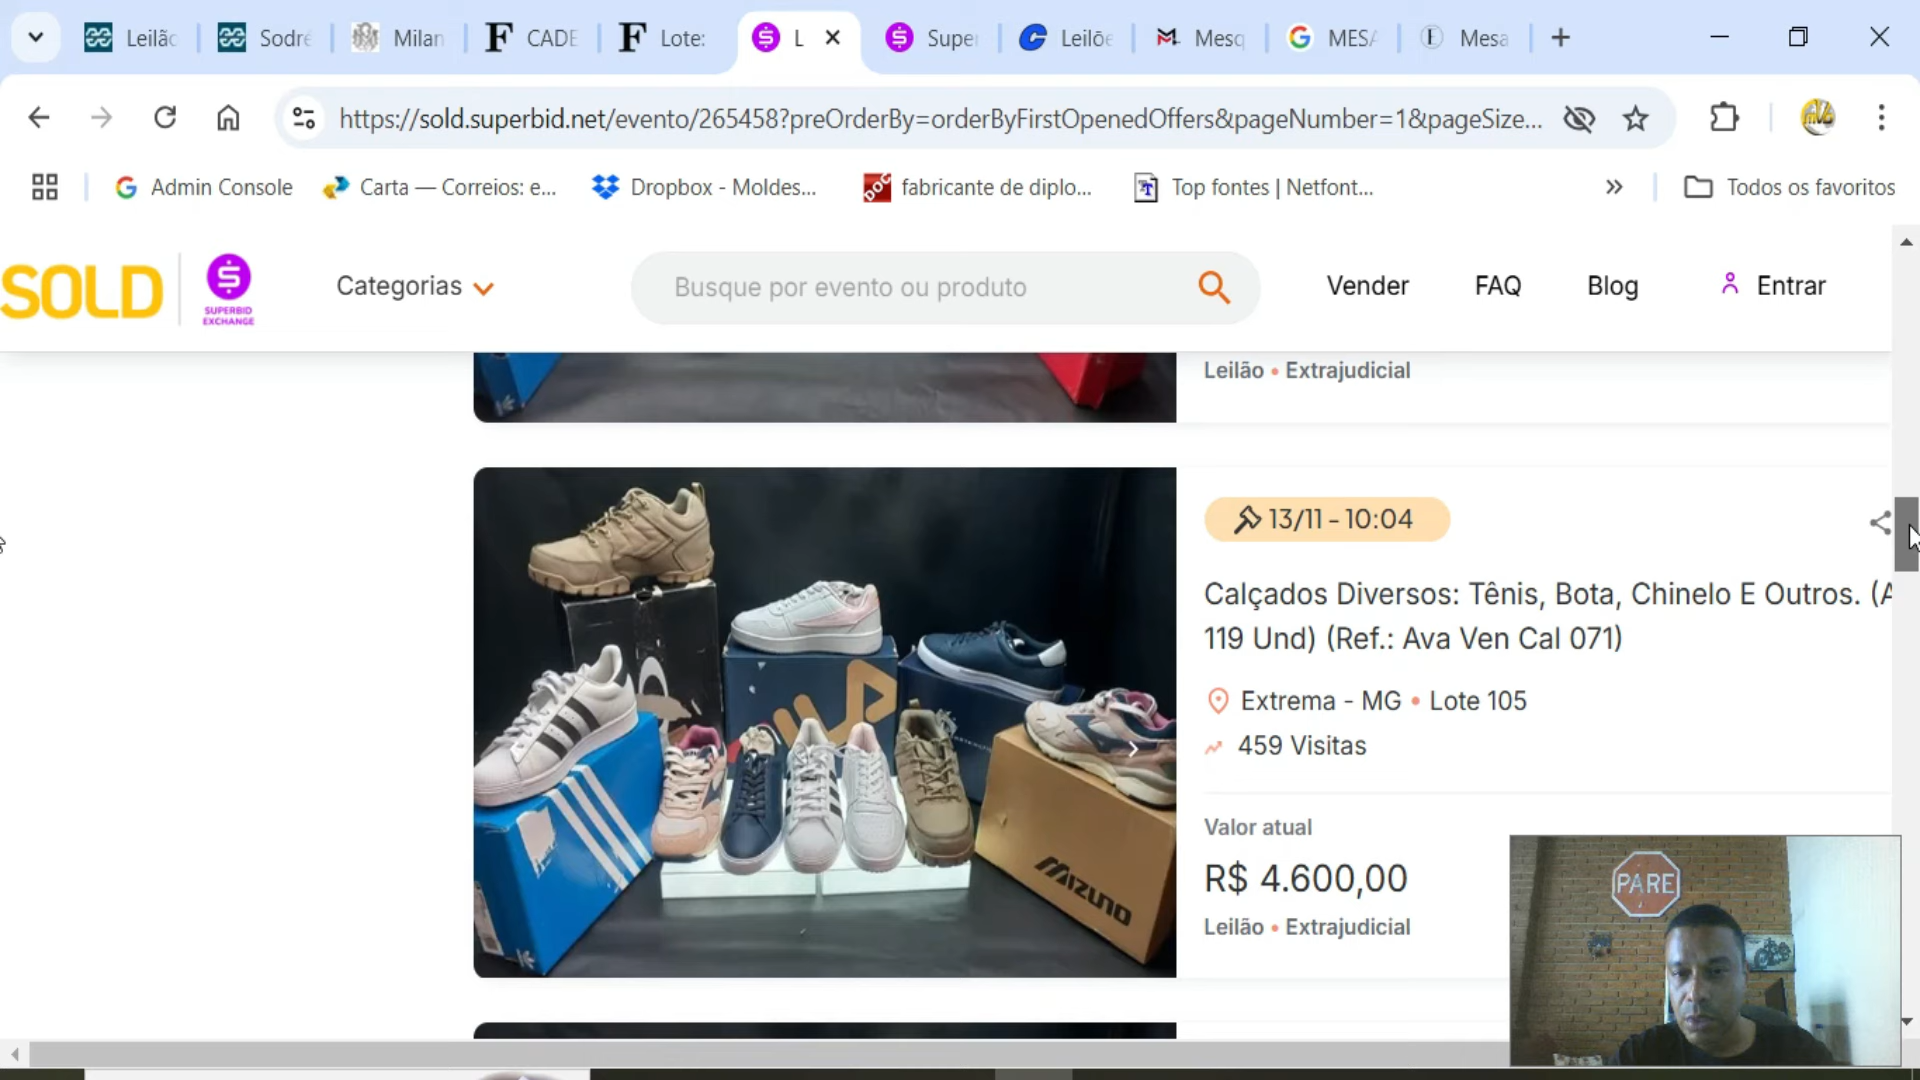 Leilão
Sodré
Milan
CADE
Lote:
L
Super
Leilõe
Mesq
MESA
Mesa
https://sold.superbid.net/evento/265458?preOrderBy=orderByFirstOpenedOffers&pageNumber=1&pageSize...
Admin Console
Carta — Correios: e...
Dropbox - Moldes...
DOC
fabricante de diplo...
Top fontes | Netfont...
Todos os favoritos
SOLD
SUPERBID
EXCHANGE
Categorias
Busque por evento ou produto
Vender
FAQ
Blog
Entrar
Leilão • Extrajudicial
13/11 - 10:04
Calçados Diversos: Tênis, Bota, Chinelo E Outros. (A
119 Und) (Ref.: Ava Ven Cal 071)
Extrema - MG • Lote 105
459 Visitas
Valor atual
R$ 4.600,00
Leilão • Extrajudicial
MIZUNO
PARE